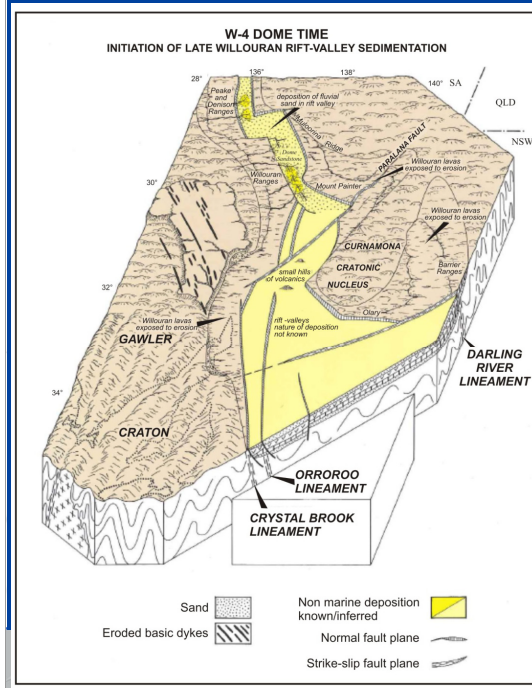 W-4 DOME TIME
INITIATION OF LATE WILLOURAN RIFT-VALLEY SEDIMENTATION
28°
136°
138°
140°
SA
QLD
NSW
Peake
and
Denison
Ranges
deposition of fluvial
sand in rift valley
Muloorina Ridge
Dome
Sandstone
PARALANA FAULT
Willouran lavas
exposed to erosion
Willouran
Ranges
Mount Painter
30°
Willouran lavas
exposed to erosion
CURNAMONA
CRATONIC
NUCLEUS
Barrier
Ranges
small hills
of volcanics
32°
Olary
Willouran lavas
exposed to erosion
rift -valleys
nature of deposition
not known
GAWLER
DARLING
RIVER
LINEAMENT
34°
CRATON
ORROROO
LINEAMENT
CRYSTAL BROOK
LINEAMENT
Sand
Eroded basic dykes
Non marine deposition
known/inferred
Normal fault plane
Strike-slip fault plane